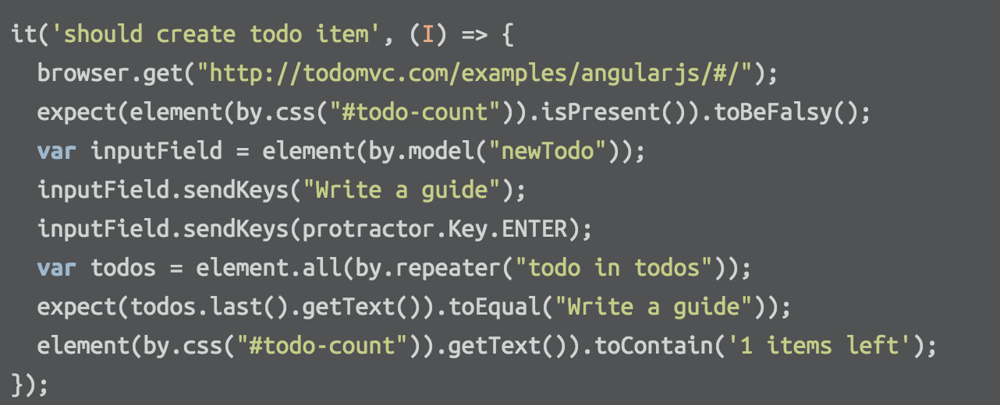 it('should create todo item', (I) => {
  browser.get("http://todomvc.com/examples/angularjs/#/");
  expect(element(by.css("#todo-count")).isPresent()).toBeFalsy();
  var inputField = element(by.model("newTodo"));
  inputField.sendKeys("Write a guide");
  inputField.sendKeys(protractor.Key.ENTER);
  var todos = element.all(by.repeater("todo in todos"));
  expect(todos.last().getText()).toEqual("Write a guide"));
  element(by.css("#todo-count")).getText()).toContain('1 items left');
});